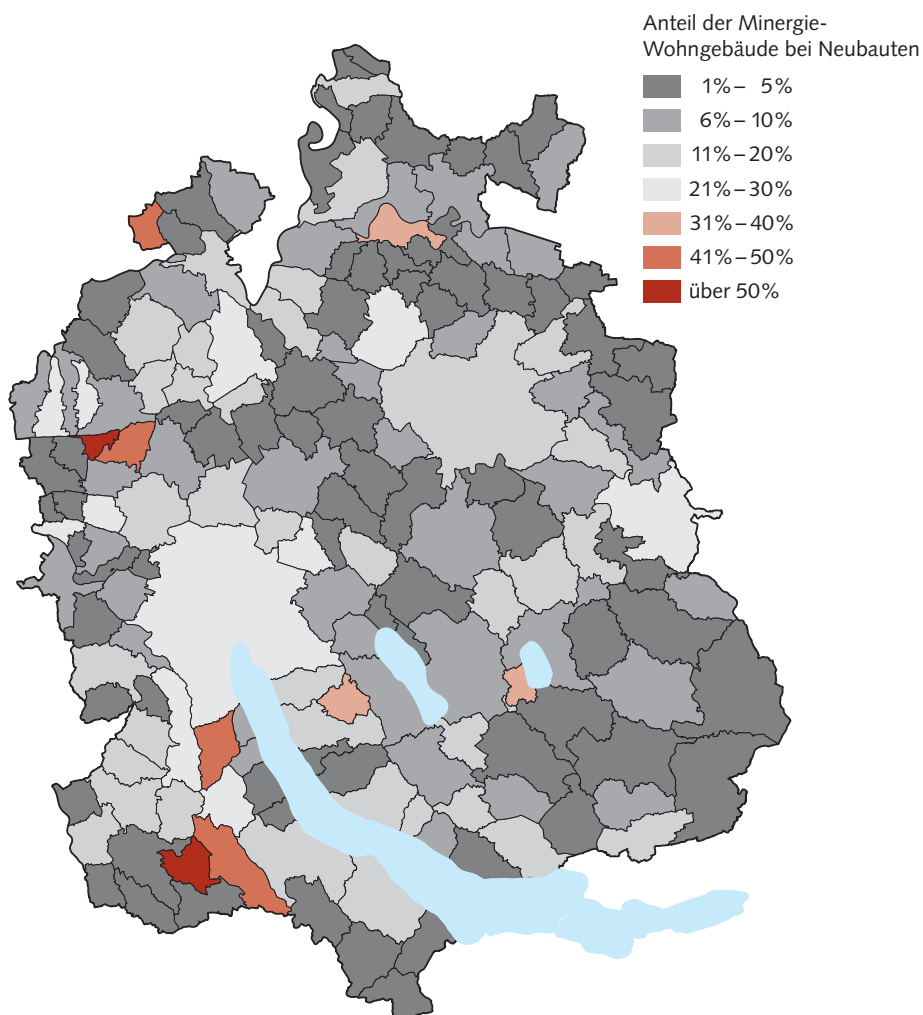 Anteil der Minergie-
Wohngebäude bei Neubauten
1% – 5%
6% – 10%
11% – 20%
21% – 30%
31% – 40%
41% – 50%
über 50%